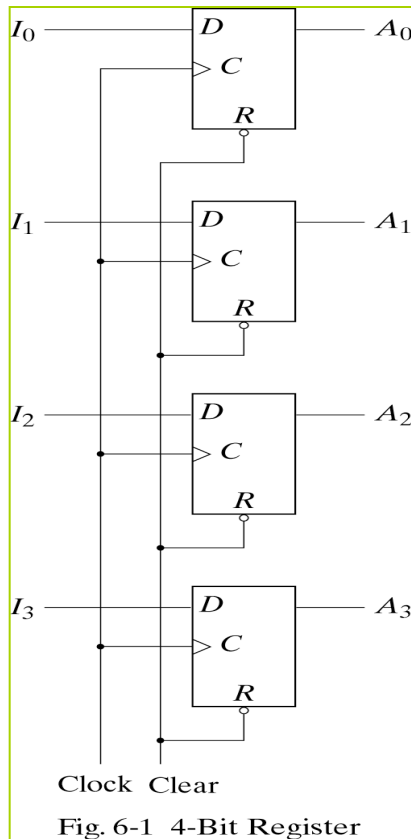 I0 D A0
C
R
I1 D A1
C
R
I2 D A2
C
R
I3 D A3
C
R
Clock Clear
Fig. 6-1 4-Bit Register